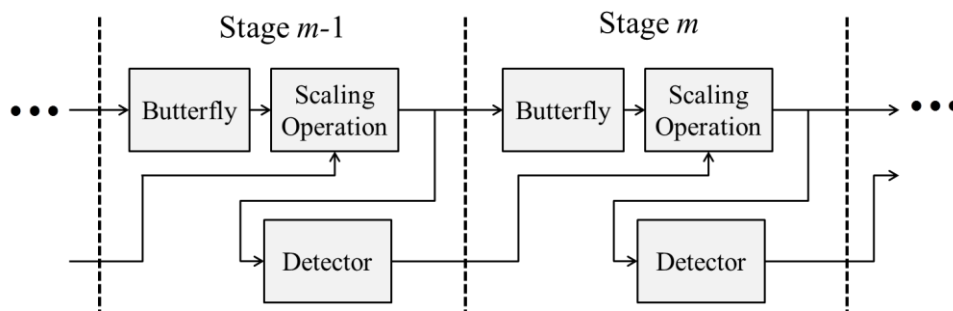 Stage m-1
Stage m
Butterfly
Scaling
Operation
Butterfly
Scaling
Operation
Detector
Detector